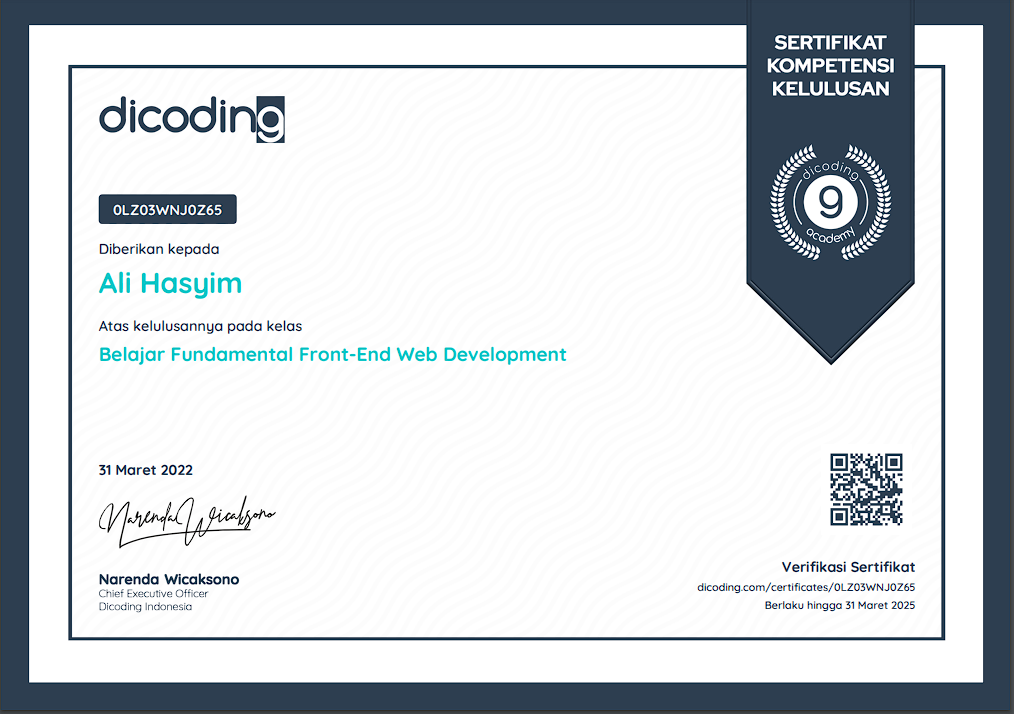 SERTIFIKAT
KOMPETENSI
KELULUSAN
dicoding
dicoding
9
academy
0LZ03WNJ0Z65
Diberikan kepada
Ali Hasyim
Atas kelulusannya pada kelas
Belajar Fundamental Front-End Web Development
31 Maret 2022
Narenda Wicaksono
Narenda Wicaksono
Chief Executive Officer
Dicoding Indonesia
Verifikasi Sertifikat
dicoding.com/certificates/0LZ03WNJ0Z65
Berlaku hingga 31 Maret 2025